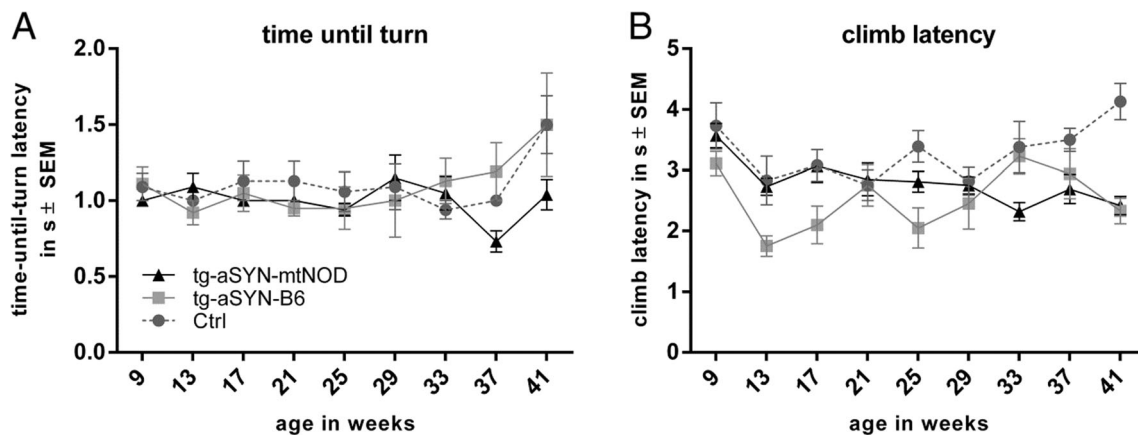 A
time until turn
time-until-turn latency
in s ± SEM
2.0
1.5
1.0
0.5
0.0
tg-aSYN-mtNOD
tg-aSYN-B6
Ctrl
9 13 17 21 25 29 33 37 41
age in weeks
B
climb latency
climb latency in s ± SEM
5
4
3
2
1
0
9 13 17 21 25 29 33 37 41
age in weeks